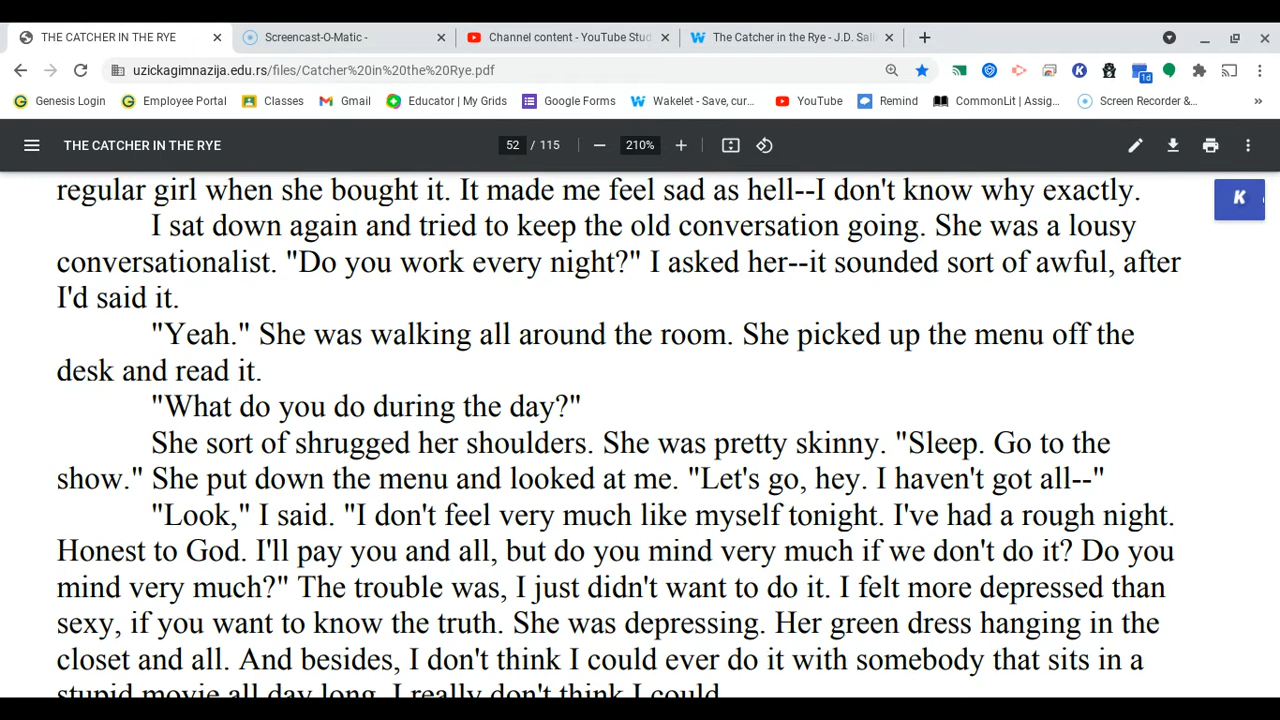 THE CATCHER IN THE RYE
Screencast-O-Matic -
Channel content - YouTube Stud
The Catcher in the Rye - J.D. Sali
uzickagimnazija.edu.rs/files/Catcher%20in%20the%20Rye.pdf
1d
Genesis Login
Employee Portal
Classes
Gmail
Educator | My Grids
Google Forms
Wakelet - Save, cur...
YouTube
Remind
CommonLit | Assig...
Screen Recorder &...
»
THE CATCHER IN THE RYE
52 / 115
210%
K
regular girl when she bought it. It made me feel sad as hell--I don't know why exactly.
I sat down again and tried to keep the old conversation going. She was a lousy
conversationalist. "Do you work every night?" I asked her--it sounded sort of awful, after
I'd said it.
"Yeah." She was walking all around the room. She picked up the menu off the
desk and read it.
"What do you do during the day?"
She sort of shrugged her shoulders. She was pretty skinny. "Sleep. Go to the
show." She put down the menu and looked at me. "Let's go, hey. I haven't got all--"
"Look," I said. "I don't feel very much like myself tonight. I've had a rough night.
Honest to God. I'll pay you and all, but do you mind very much if we don't do it? Do you
mind very much?" The trouble was, I just didn't want to do it. I felt more depressed than
sexy, if you want to know the truth. She was depressing. Her green dress hanging in the
closet and all. And besides, I don't think I could ever do it with somebody that sits in a
stupid movie all day long. I really don't think I could.